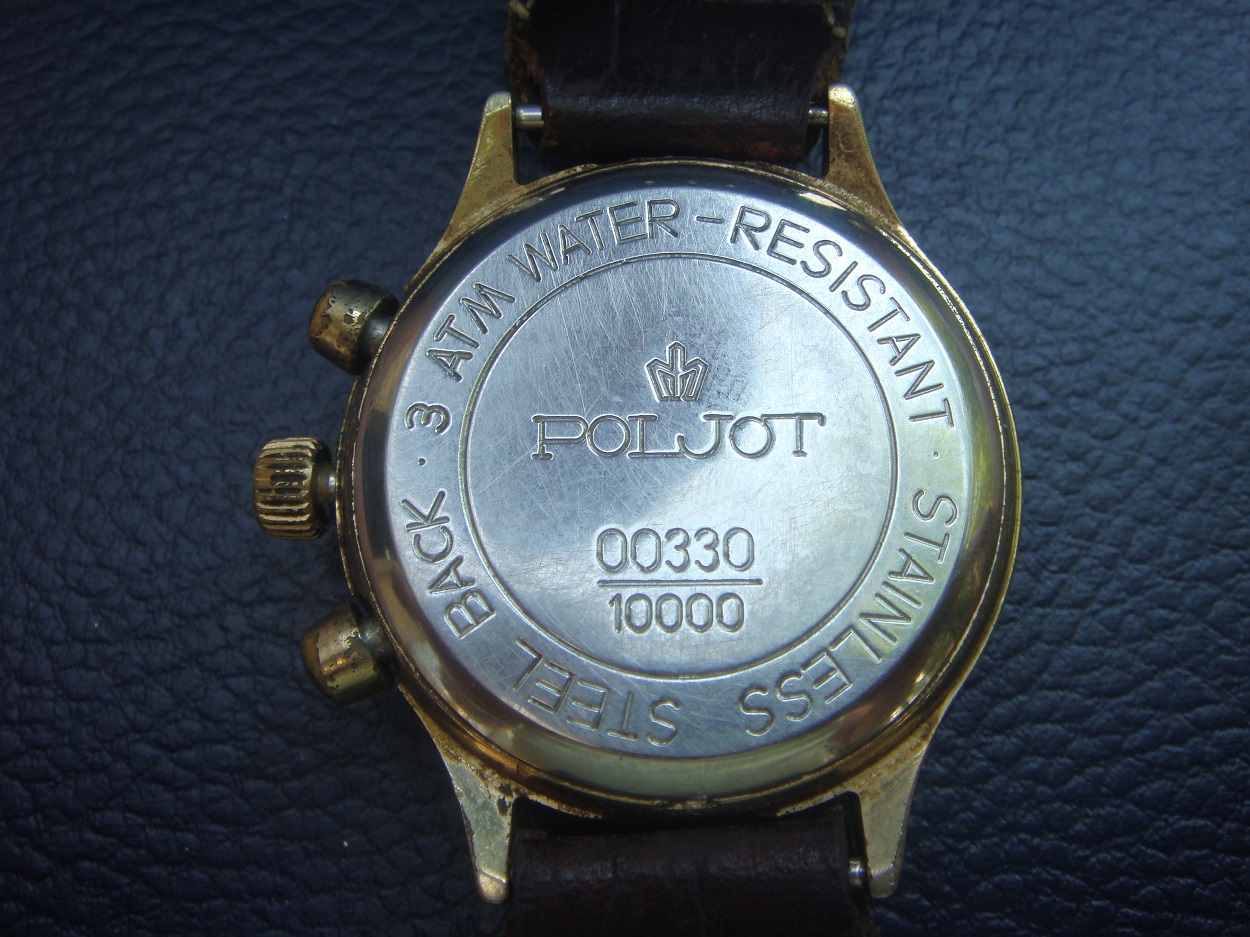 3 ATM WATER-RESISTANT · STAINLESS STEEL BACK ·
POLJOT
00330
10000